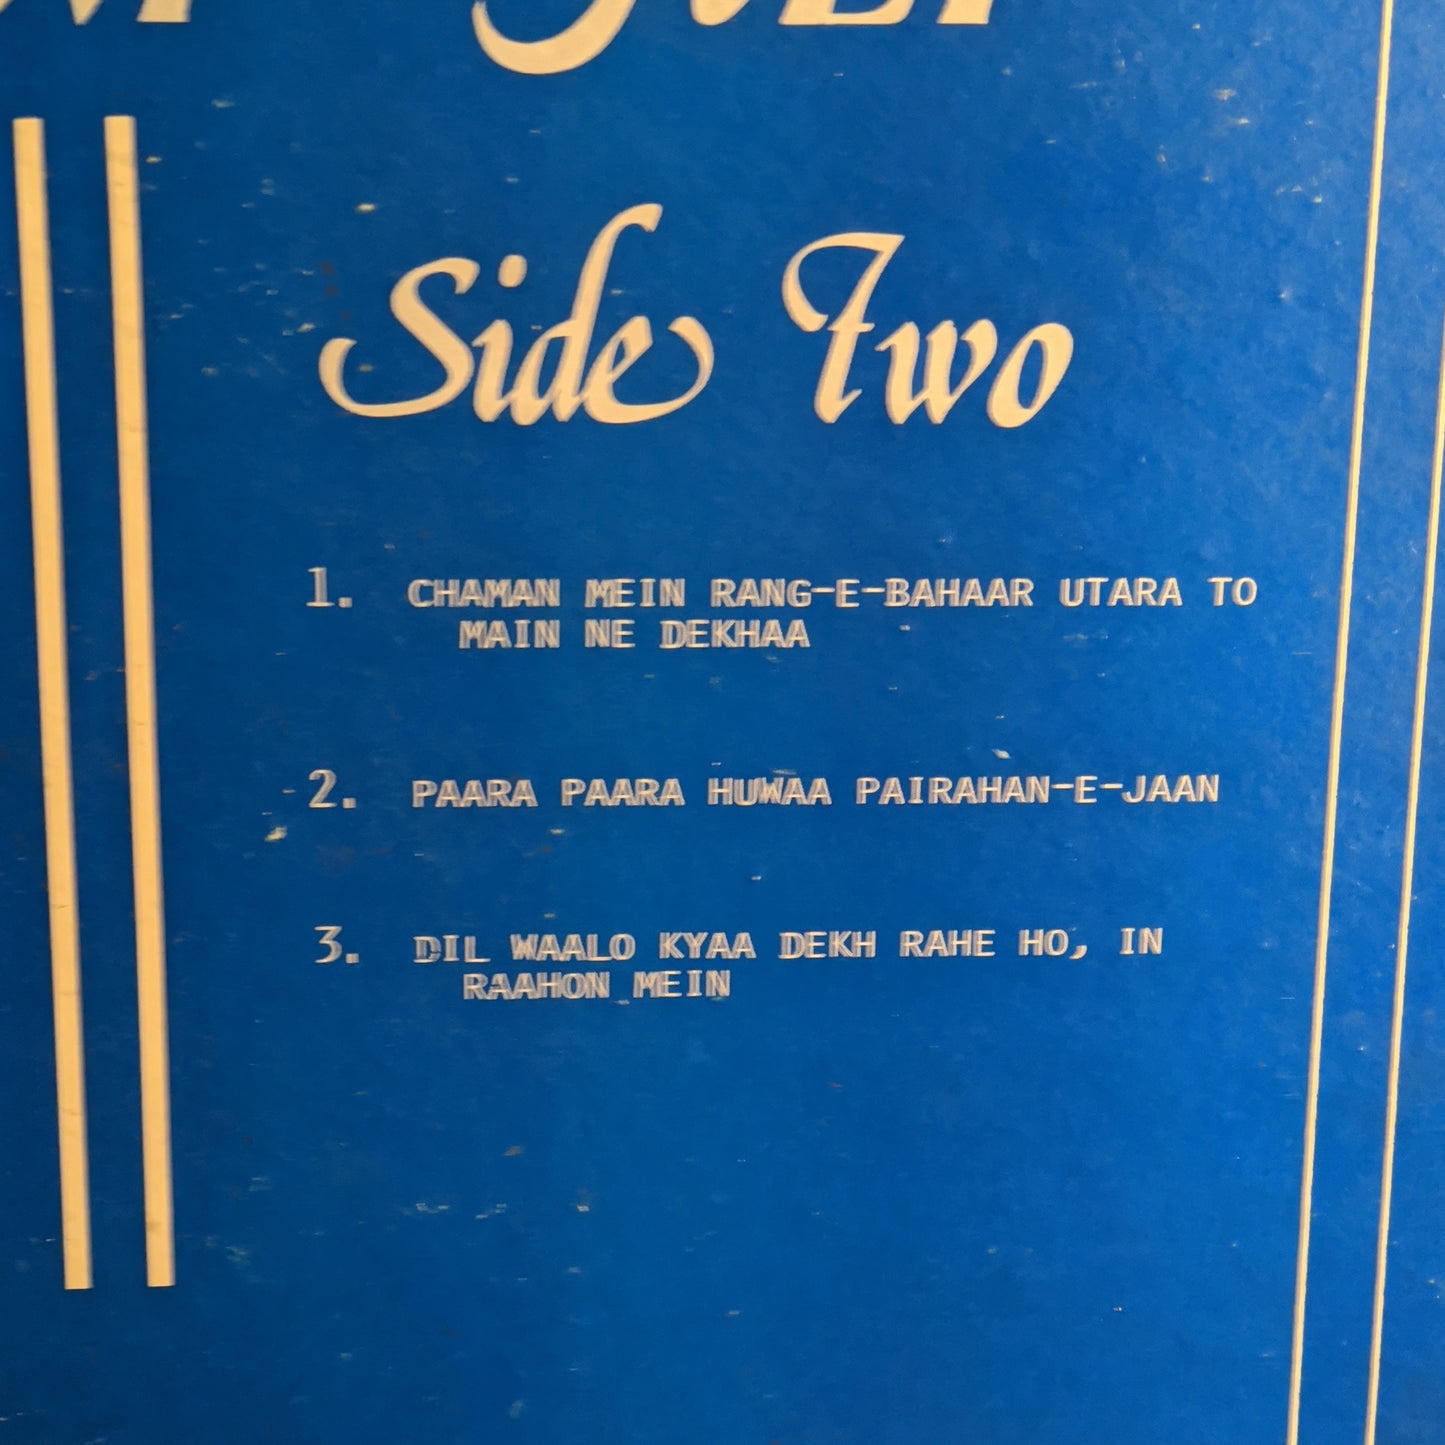 Side Two
1. CHAMAN MEIN RANG-E-BAHAAR UTARA TO
MAIN NE DEKHAA
2. PAARA PAARA HUWAA PAIRAHAN-E-JAAN
3. DIL WAALO KYAA DEKH RAHE HO, IN
RAAHON MEIN